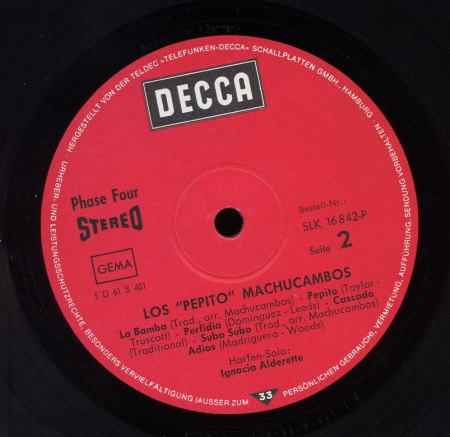 DECCA
HERGESTELLT VON DER TELDEC »TELEFUNKEN-DECCA« SCHALLPLATTEN GMBH., HAMBURG
URHEBER- UND LEISTUNGSSCHUTZRECHTE, BESONDERS VERVIELFÄLTIGUNG (AUSSER ZUM PERSÖNLICHEN GEBRAUCH), VERMIETUNG, AUFFÜHRUNG, SENDUNG VORBEHALTEN
Phase Four
STEREO
GEMA
5 D 61 S 401
Bestell-Nr.:
SLK 16 842-P
Seite 2
LOS "PEPITO" MACHUCAMBOS
La Bamba (Trad., arr. Machucambos) - Pepito (Taylor -
Truscott) - Perfidia (Dominguez - Leeds) - Cascada
(Traditional) - Subo Subo (Trad., arr. Machucambos)
Adios (Madriguera - Woods)
Harfen-Solo:
Ignacio Alderette
33